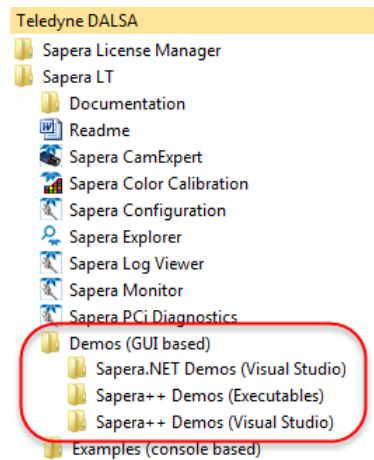 Teledyne DALSA
Sapera License Manager
Sapera LT
Documentation
Readme
Sapera CamExpert
Sapera Color Calibration
Sapera Configuration
Sapera Explorer
Sapera Log Viewer
Sapera Monitor
Sapera PCi Diagnostics
Demos (GUI based)
Sapera.NET Demos (Visual Studio)
Sapera++ Demos (Executables)
Sapera++ Demos (Visual Studio)
Examples (console based)